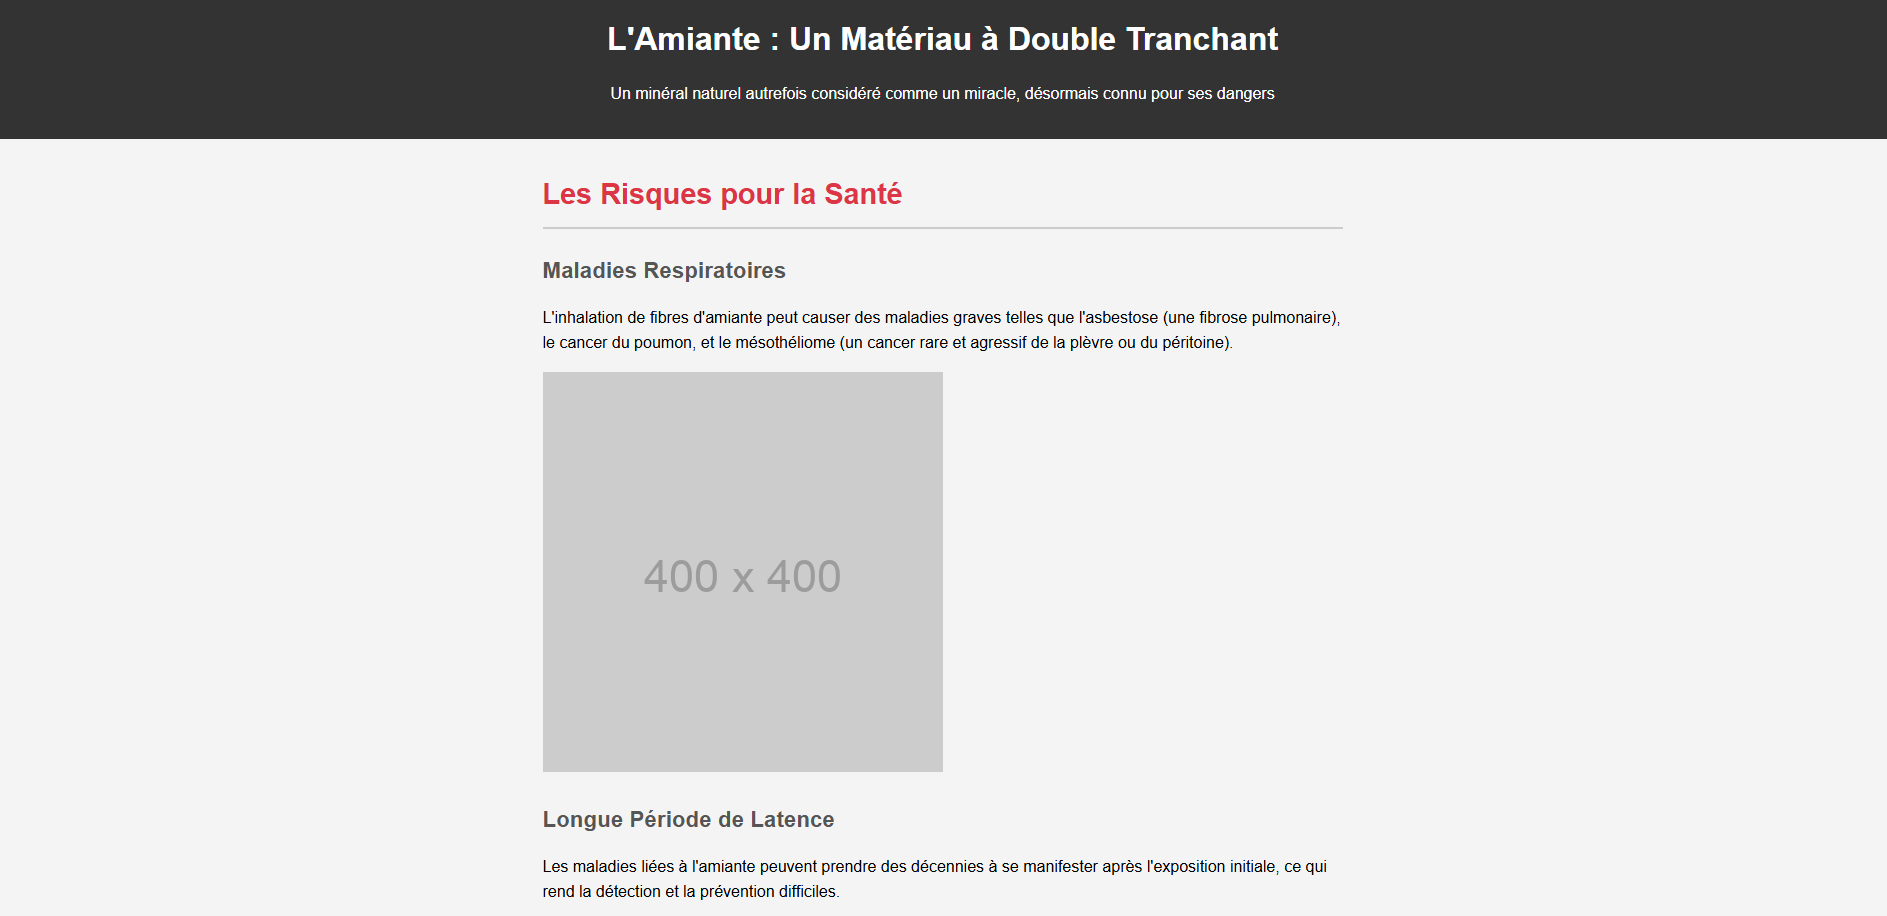 L'Amiante : Un Matériau à Double Tranchant
Un minéral naturel autrefois considéré comme un miracle, désormais connu pour ses dangers
Les Risques pour la Santé
Maladies Respiratoires
L'inhalation de fibres d'amiante peut causer des maladies graves telles que l'asbestose (une fibrose pulmonaire),
le cancer du poumon, et le mésothéliome (un cancer rare et agressif de la plèvre ou du péritoine).
400 x 400
Longue Période de Latence
Les maladies liées à l'amiante peuvent prendre des décennies à se manifester après l'exposition initiale, ce qui
rend la détection et la prévention difficiles.